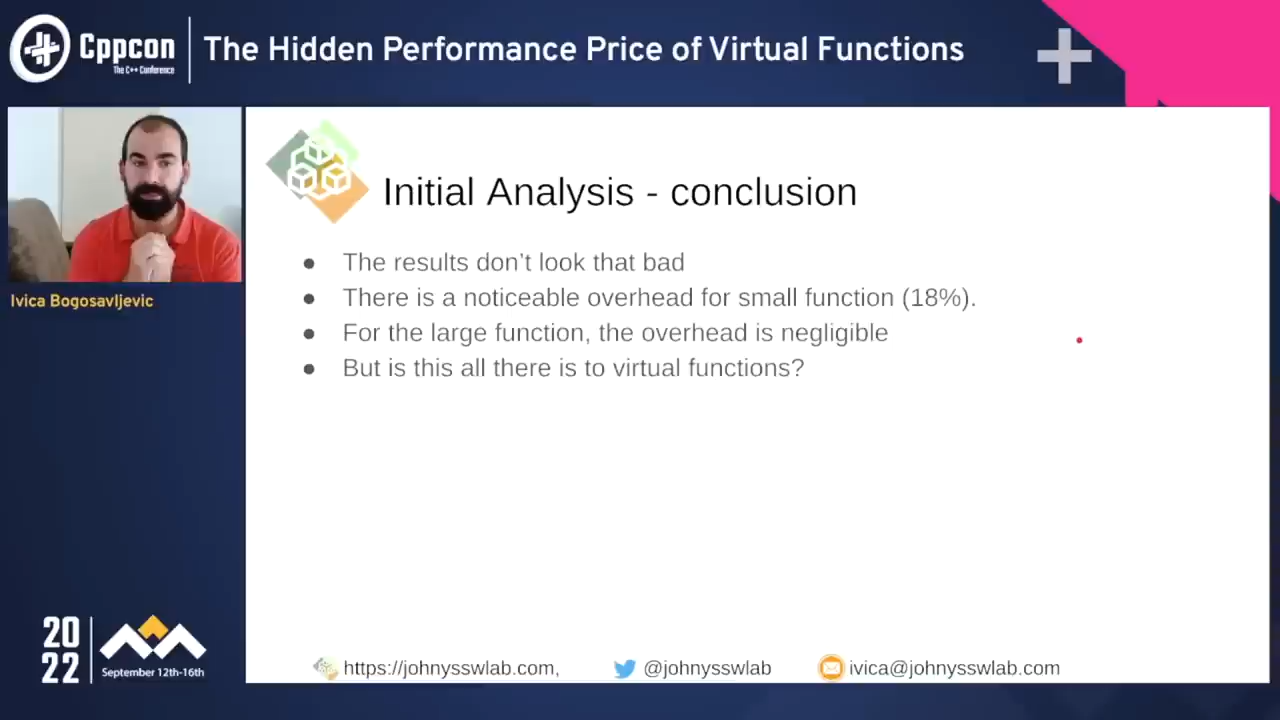 Cppcon
The C++ Conference
The Hidden Performance Price of Virtual Functions
Ivica Bogosavljevic
Initial Analysis - conclusion
● The results don’t look that bad
● There is a noticeable overhead for small function (18%).
● For the large function, the overhead is negligible
● But is this all there is to virtual functions?
20
22
September 12th-16th
https://johnysswlab.com,
@johnysswlab
ivica@johnysswlab.com